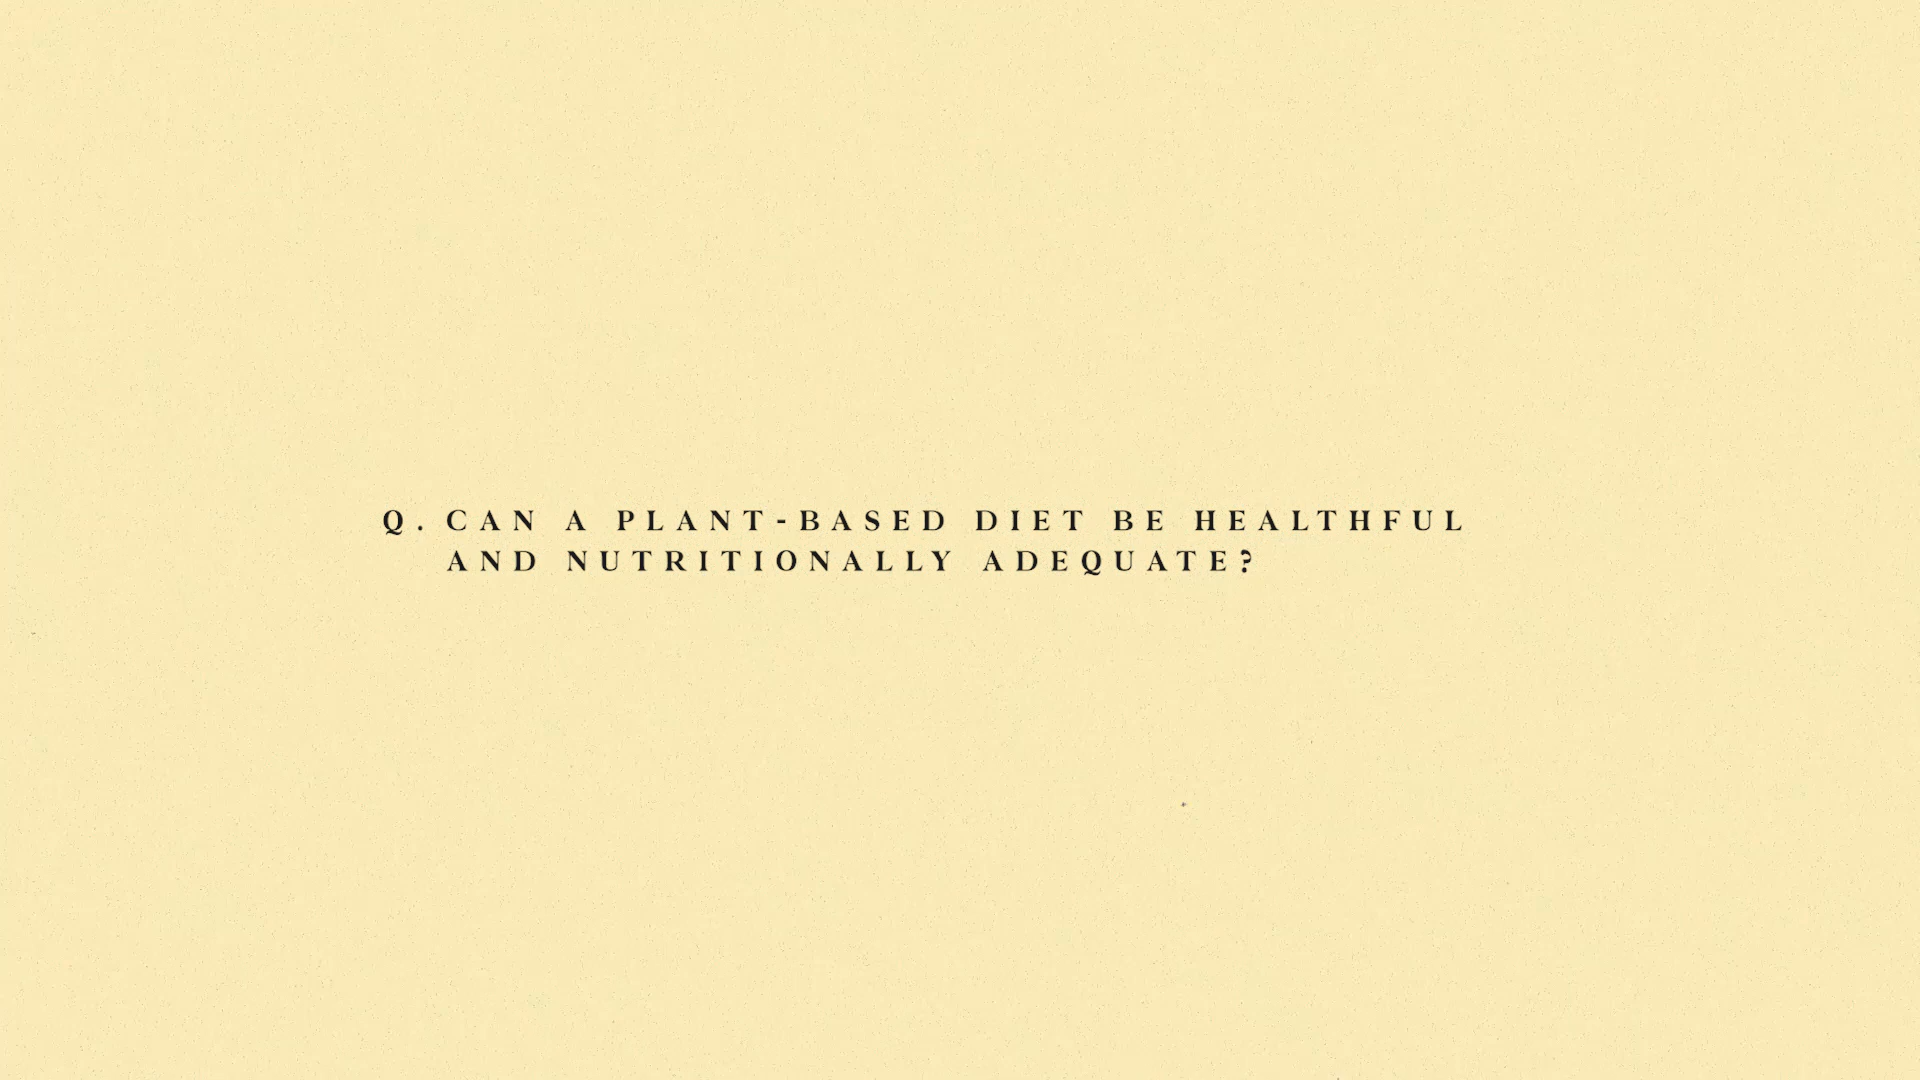 Q. CAN A PLANT-BASED DIET BE HEALTHFUL
AND NUTRITIONALLY ADEQUATE?